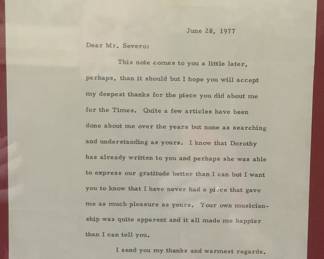 June 28, 1977
Dear Mr. Severo:
This note comes to you a little later,
perhaps, than it should but I hope you will accept
my deepest thanks for the piece you did about me
for the Times. Quite a few articles have been
done about me over the years but none as searching
and understanding as yours. I know that Dorothy
has already written to you and perhaps she was able
to express our gratitude better than I can but I want
you to know that I have never had a piece that gave
me as much pleasure as yours. Your own musician-
ship was quite apparent and it all made me happier
than I can tell you.
I send you my thanks and warmest regards.